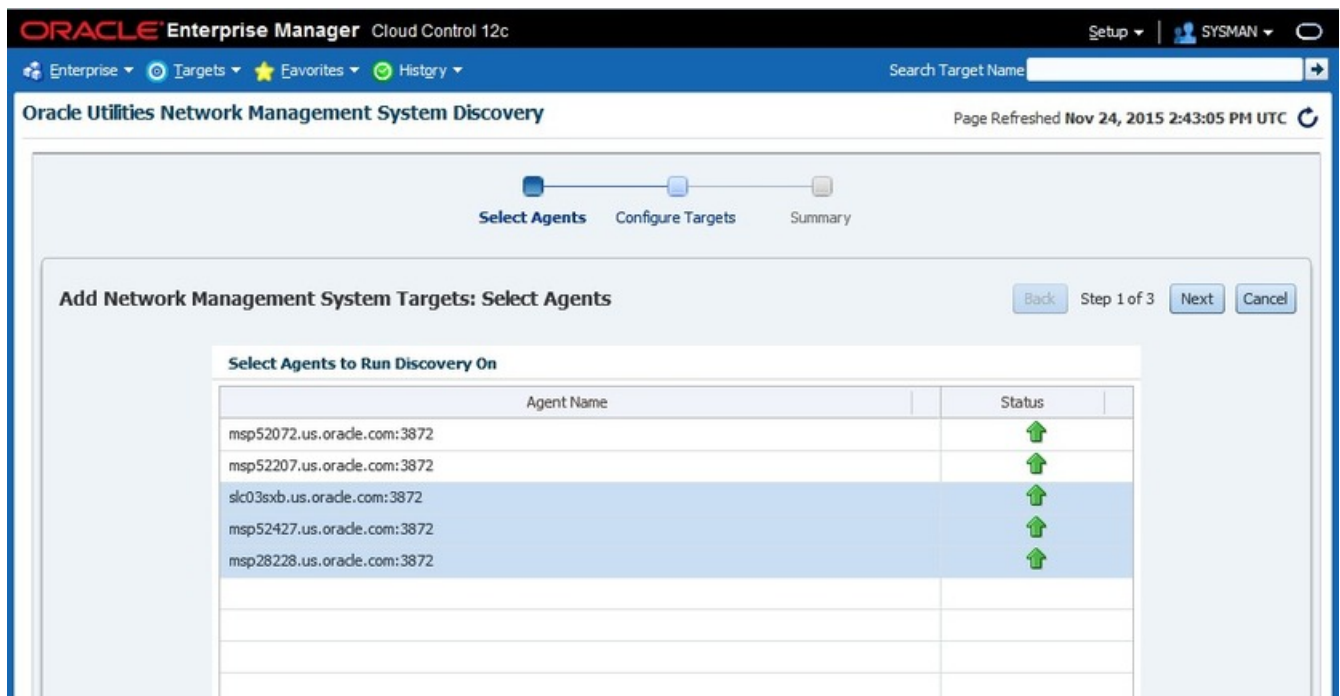 ORACLE Enterprise Manager Cloud Control 12c Setup SYSMAN
Enterprise Targets Favorites History Search Target Name
Oracle Utilities Network Management System Discovery Page Refreshed Nov 24, 2015 2:43:05 PM UTC
Select Agents Configure Targets Summary
Add Network Management System Targets: Select Agents Back Step 1 of 3 Next Cancel
Select Agents to Run Discovery On
Agent Name Status
msp52072.us.oracle.com:3872
msp52207.us.oracle.com:3872
slc03sxb.us.oracle.com:3872
msp52427.us.oracle.com:3872
msp28228.us.oracle.com:3872